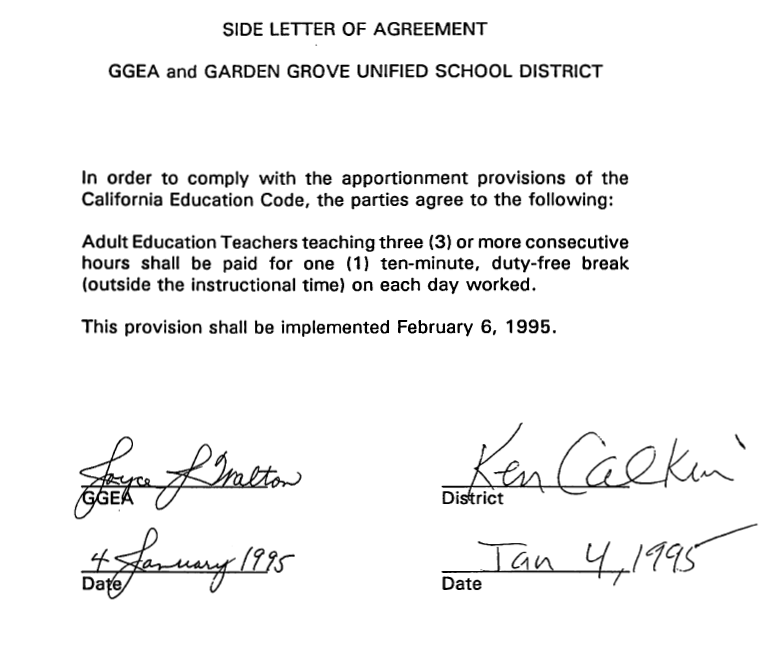 SIDE LETTER OF AGREEMENT
GGEA and GARDEN GROVE UNIFIED SCHOOL DISTRICT
In order to comply with the apportionment provisions of the
California Education Code, the parties agree to the following:
Adult Education Teachers teaching three (3) or more consecutive
hours shall be paid for one (1) ten-minute, duty-free break
(outside the instructional time) on each day worked.
This provision shall be implemented February 6, 1995.
Joyce L Walton Ken Calkin
GGEA District
4 January 1995 Jan 4, 1995
Date Date